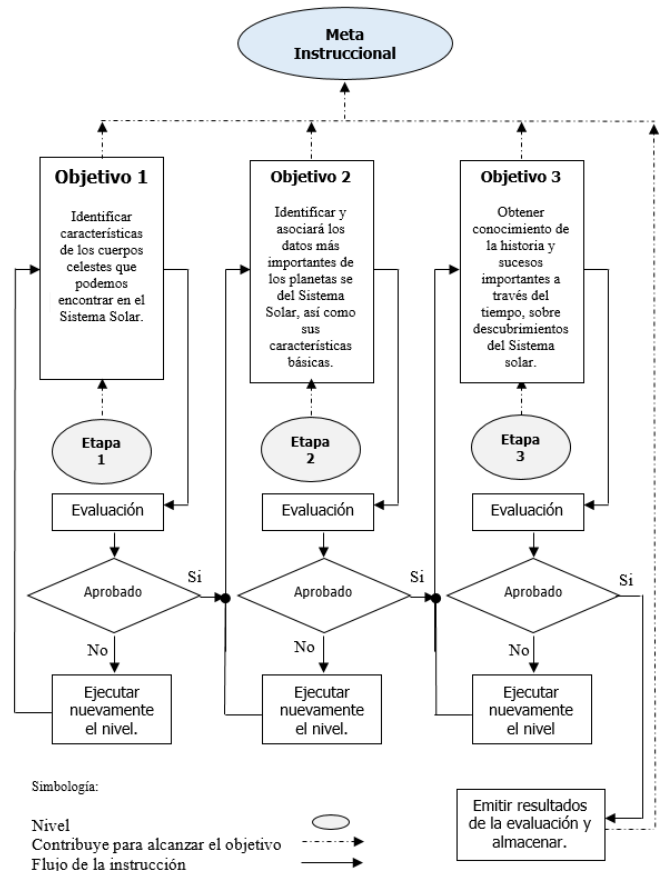 Meta
Instruccional
Objetivo 1
Identificar
características
de los cuerpos
celestes que
podemos
encontrar en el
Sistema Solar.
Objetivo 2
Identificar y
asociará los
datos más
importantes de
los planetas se
del Sistema
Solar, así como
sus
características
básicas.
Objetivo 3
Obtener
conocimiento de
la historia y
sucesos
importantes a
través del
tiempo, sobre
descubrimientos
del Sistema
solar.
Etapa
1
Etapa
2
Etapa
3
Evaluación
Evaluación
Evaluación
Aprobado
Si
Aprobado
Si
Aprobado
Si
No
No
No
Ejecutar
nuevamente
el nivel.
Ejecutar
nuevamente
el nivel.
Ejecutar
nuevamente
el nivel
Emitir resultados
de la evaluación y
almacenar.
Simbología:
Nivel
Contribuye para alcanzar el objetivo
Flujo de la instrucción